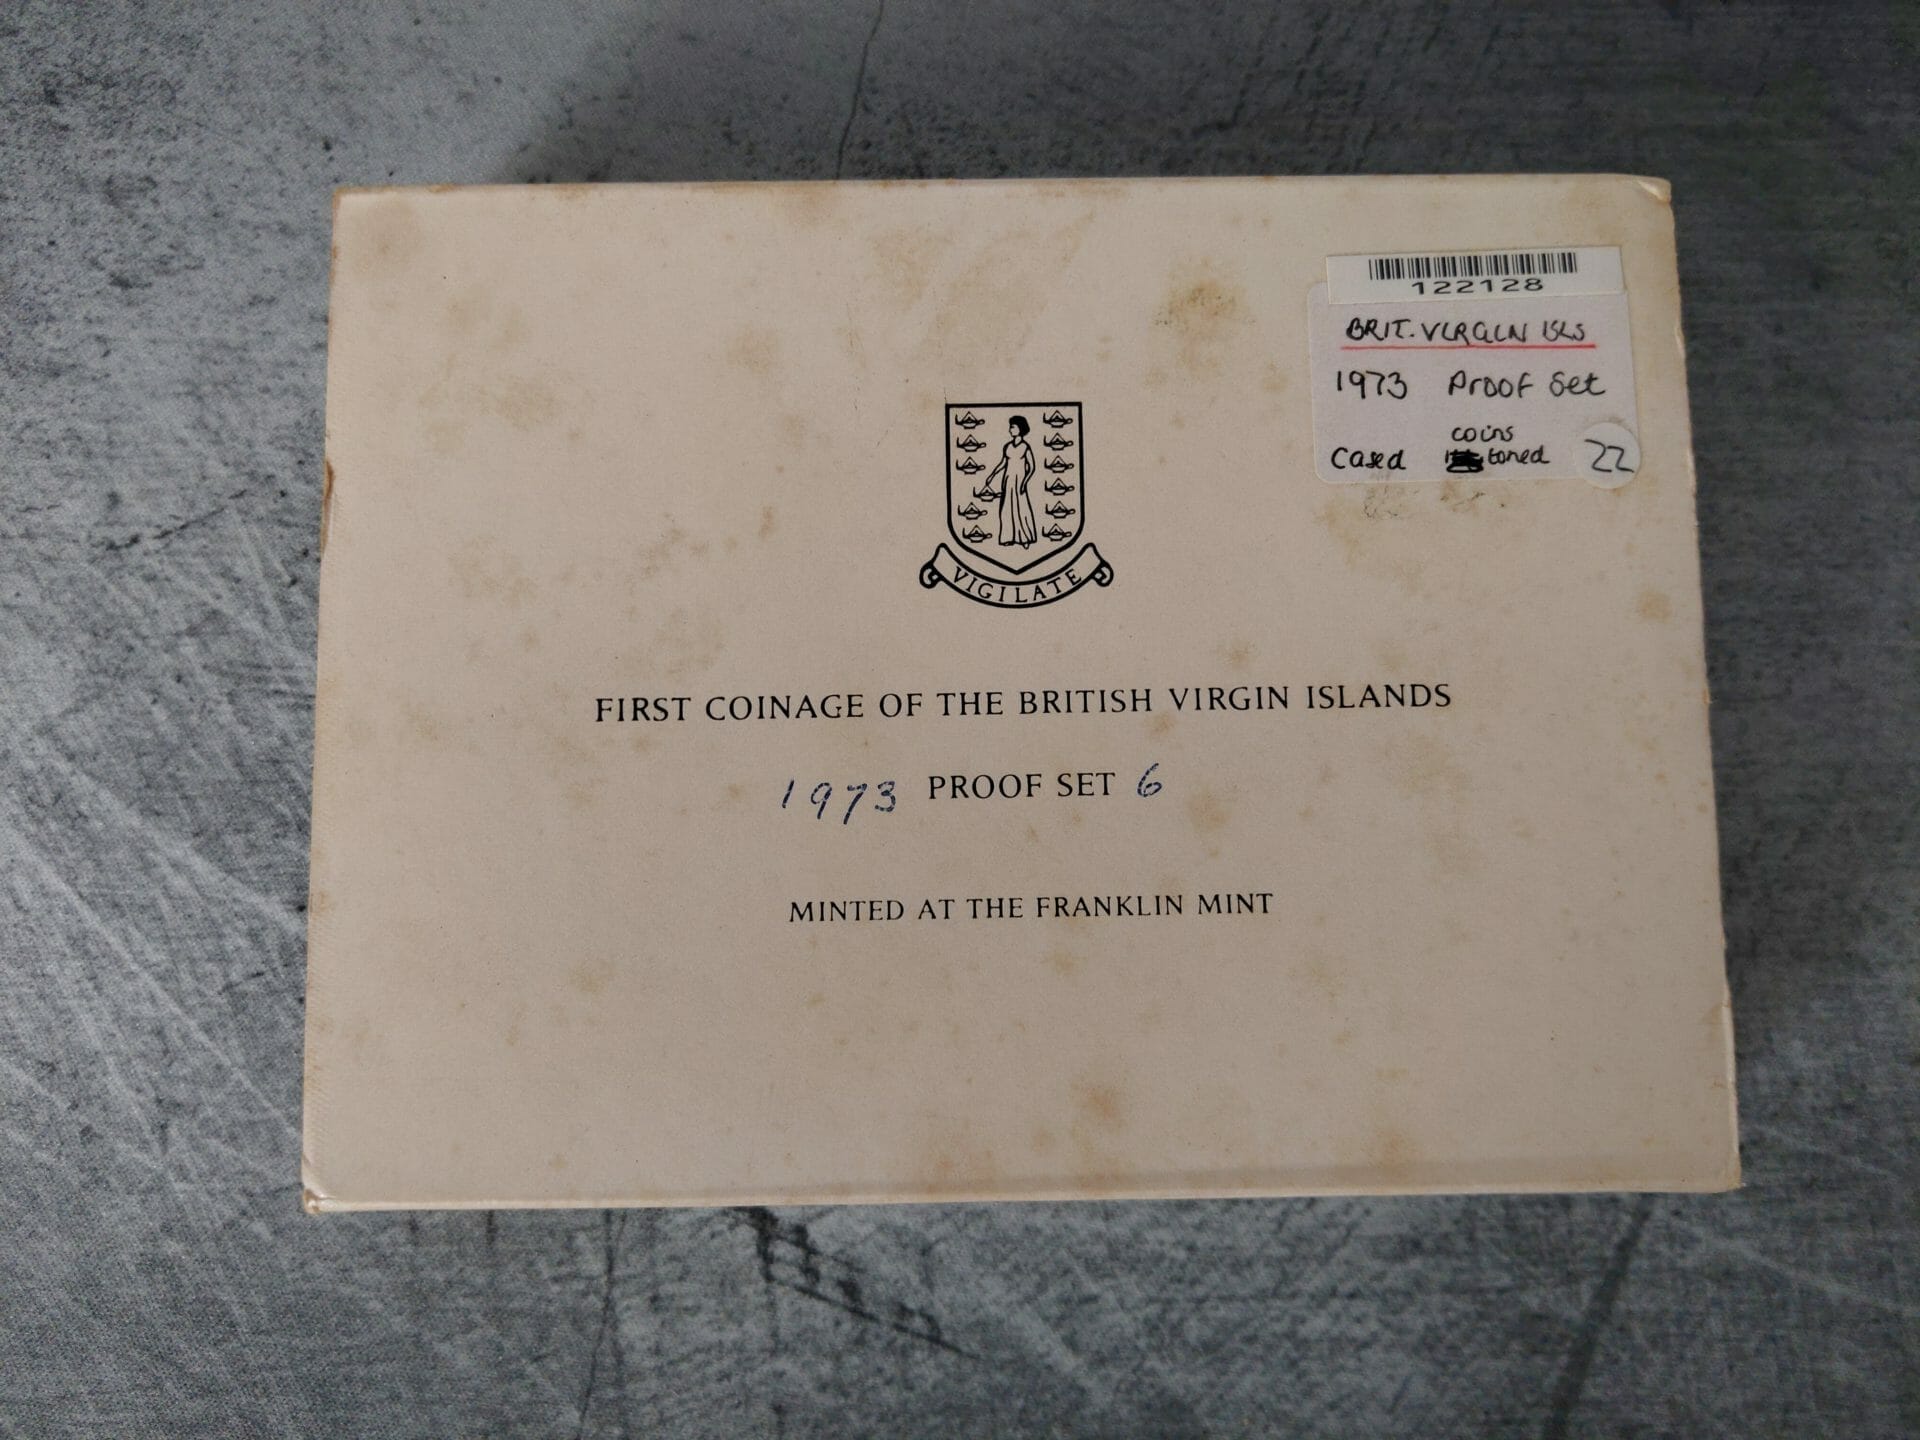 122128
BRIT. VIRGIN ISLS
1973 Proof Set
coins
Cased toned 22
VIGILATE
FIRST COINAGE OF THE BRITISH VIRGIN ISLANDS
1973 PROOF SET 6
MINTED AT THE FRANKLIN MINT